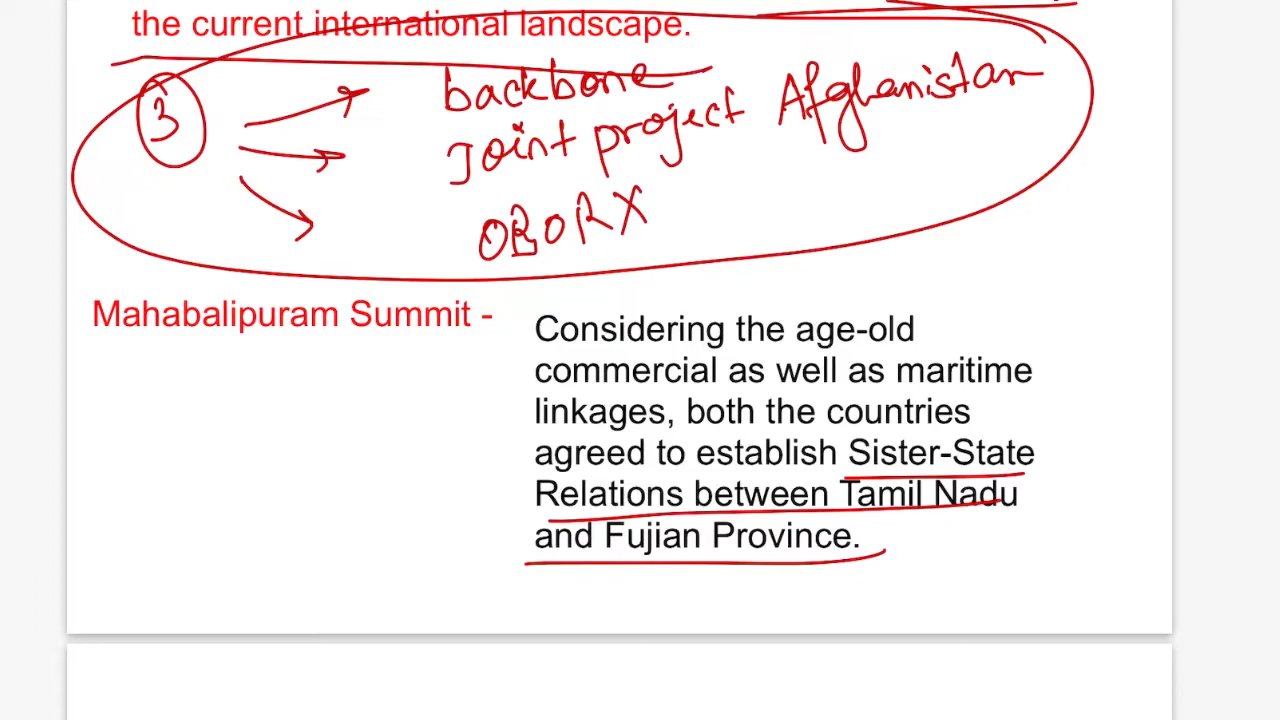 the current international landscape.
3
backbone
Joint project Afghanistan
OBOR X
Mahabalipuram Summit -
Considering the age-old
commercial as well as maritime
linkages, both the countries
agreed to establish Sister-State
Relations between Tamil Nadu
and Fujian Province.